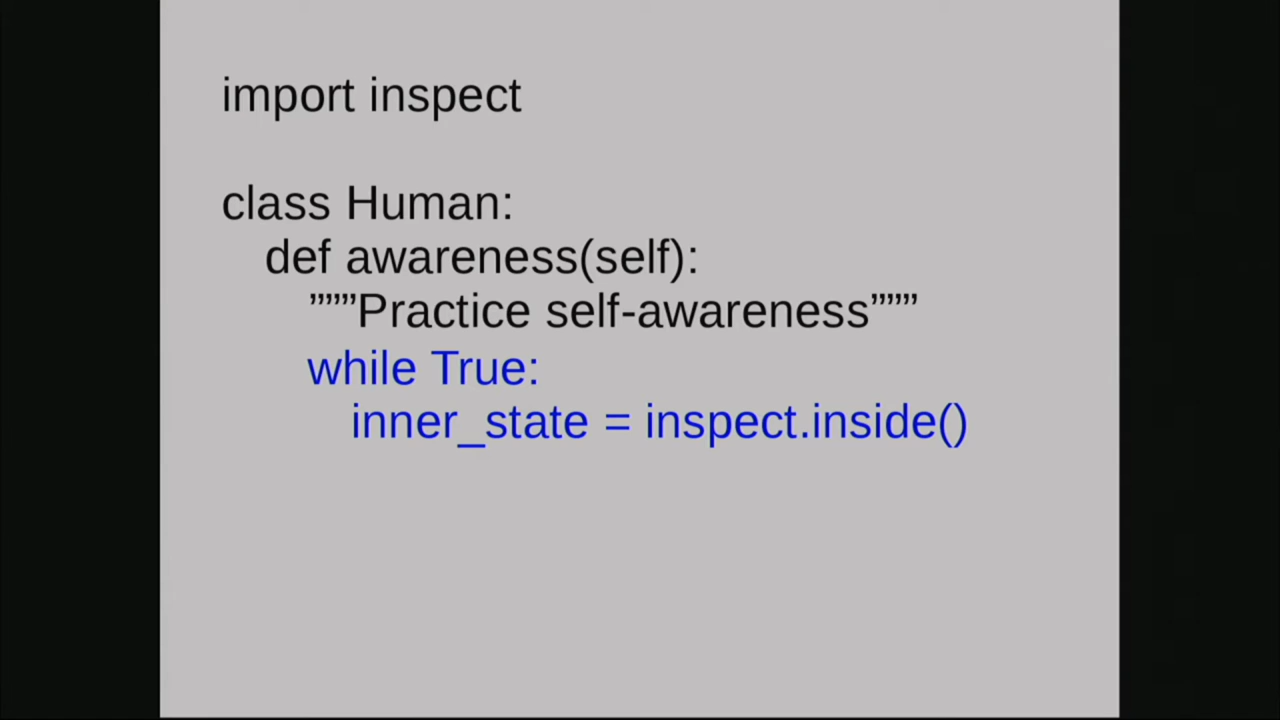 import inspect
class Human:
def awareness(self):
”””Practice self-awareness”””
while True:
inner_state = inspect.inside()